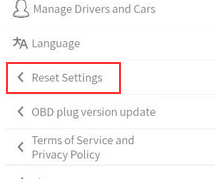 Manage Drivers and Cars
Language
Reset Settings
OBD plug version update
Terms of Service and
Privacy Policy